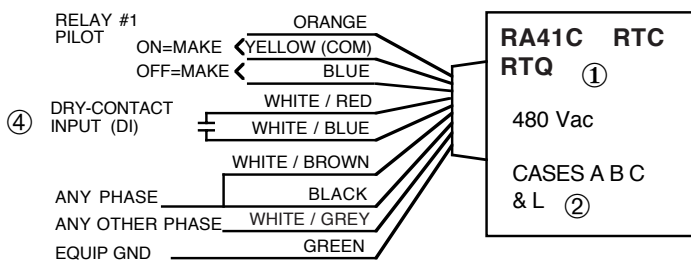 RELAY #1
PILOT
ORANGE
ON=MAKE
YELLOW (COM)
OFF=MAKE
BLUE
④
DRY-CONTACT
INPUT (DI)
WHITE / RED
WHITE / BLUE
WHITE / BROWN
ANY PHASE
BLACK
ANY OTHER PHASE
WHITE / GREY
EQUIP GND
GREEN
RA41C RTC
RTQ ①
480 Vac
CASES A B C
& L ②